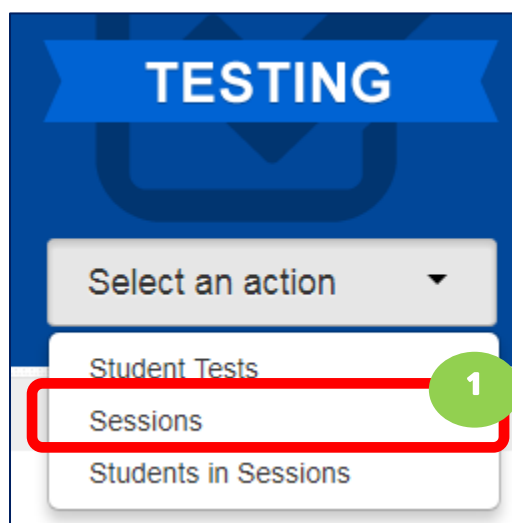 TESTING
Select an action
Student Tests
1
Sessions
Students in Sessions